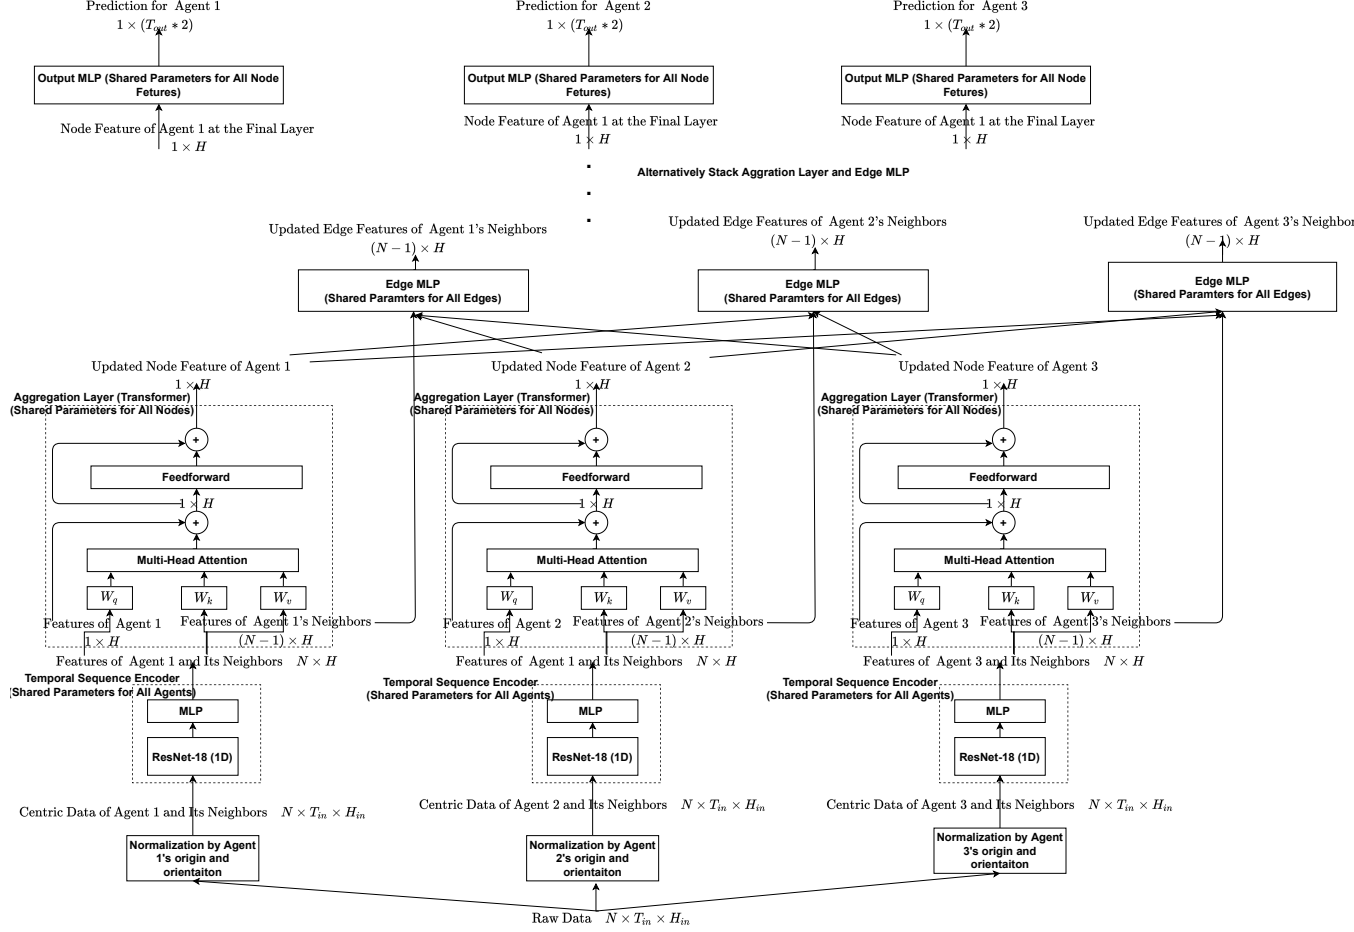 Prediction for Agent 1
Prediction for Agent 2
Prediction for Agent 3
1 × (T_out * 2)
1 × (T_out * 2)
1 × (T_out * 2)
Output MLP (Shared Parameters for All Node
Fetures)
Output MLP (Shared Parameters for All Node
Fetures)
Output MLP (Shared Parameters for All Node
Fetures)
Node Feature of Agent 1 at the Final Layer
1 × H
Node Feature of Agent 1 at the Final Layer
1 × H
Node Feature of Agent 1 at the Final Layer
1 × H
Alternatively Stack Aggration Layer and Edge MLP
Updated Edge Features of Agent 1's Neighbors
(N − 1) × H
Updated Edge Features of Agent 2's Neighbors
(N − 1) × H
Updated Edge Features of Agent 3's Neighbor
(N − 1) × H
Edge MLP
(Shared Paramters for All Edges)
Edge MLP
(Shared Paramters for All Edges)
Edge MLP
(Shared Paramters for All Edges)
Updated Node Feature of Agent 1
1 × H
Aggregation Layer (Transformer)
(Shared Parameters for All Nodes)
+
Feedforward
1 × H
+
Multi-Head Attention
W_q
W_k
W_v
Features of Agent 1
Features of Agent 1's Neighbors
1 × H
(N − 1) × H
Features of Agent 1 and Its Neighbors N × H
Temporal Sequence Encoder
(Shared Parameters for All Agents)
MLP
ResNet-18 (1D)
Centric Data of Agent 1 and Its Neighbors N × T_in × H_in
Normalization by Agent
1's origin and
orientaiton
Updated Node Feature of Agent 2
1 × H
Aggregation Layer (Transformer)
(Shared Parameters for All Nodes)
+
Feedforward
1 × H
+
Multi-Head Attention
W_q
W_k
W_v
Features of Agent 2
Features of Agent 2's Neighbors
1 × H
(N − 1) × H
Features of Agent 1 and Its Neighbors N × H
Temporal Sequence Encoder
(Shared Parameters for All Agents)
MLP
ResNet-18 (1D)
Centric Data of Agent 2 and Its Neighbors N × T_in × H_in
Normalization by Agent
2's origin and
orientaiton
Updated Node Feature of Agent 3
1 × H
Aggregation Layer (Transformer)
(Shared Parameters for All Nodes)
+
Feedforward
1 × H
+
Multi-Head Attention
W_q
W_k
W_v
Features of Agent 3
Features of Agent 3's Neighbors
1 × H
(N − 1) × H
Features of Agent 3 and Its Neighbors N × H
Temporal Sequence Encoder
(Shared Parameters for All Agents)
MLP
ResNet-18 (1D)
Centric Data of Agent 3 and Its Neighbors N × T_in × H_in
Normalization by Agent
3's origin and
orientaiton
Raw Data N × T_in × H_in